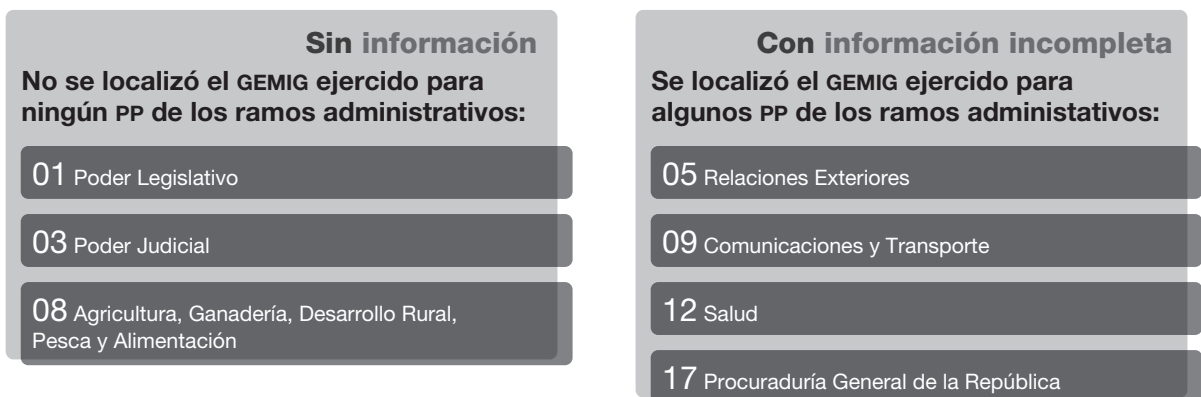 Sin información
No se localizó el GEMIG ejercido para
ningún PP de los ramos administrativos:
01 Poder Legislativo
03 Poder Judicial
08 Agricultura, Ganadería, Desarrollo Rural,
Pesca y Alimentación
Con información incompleta
Se localizó el GEMIG ejercido para
algunos PP de los ramos administativos:
05 Relaciones Exteriores
09 Comunicaciones y Transporte
12 Salud
17 Procuraduría General de la República